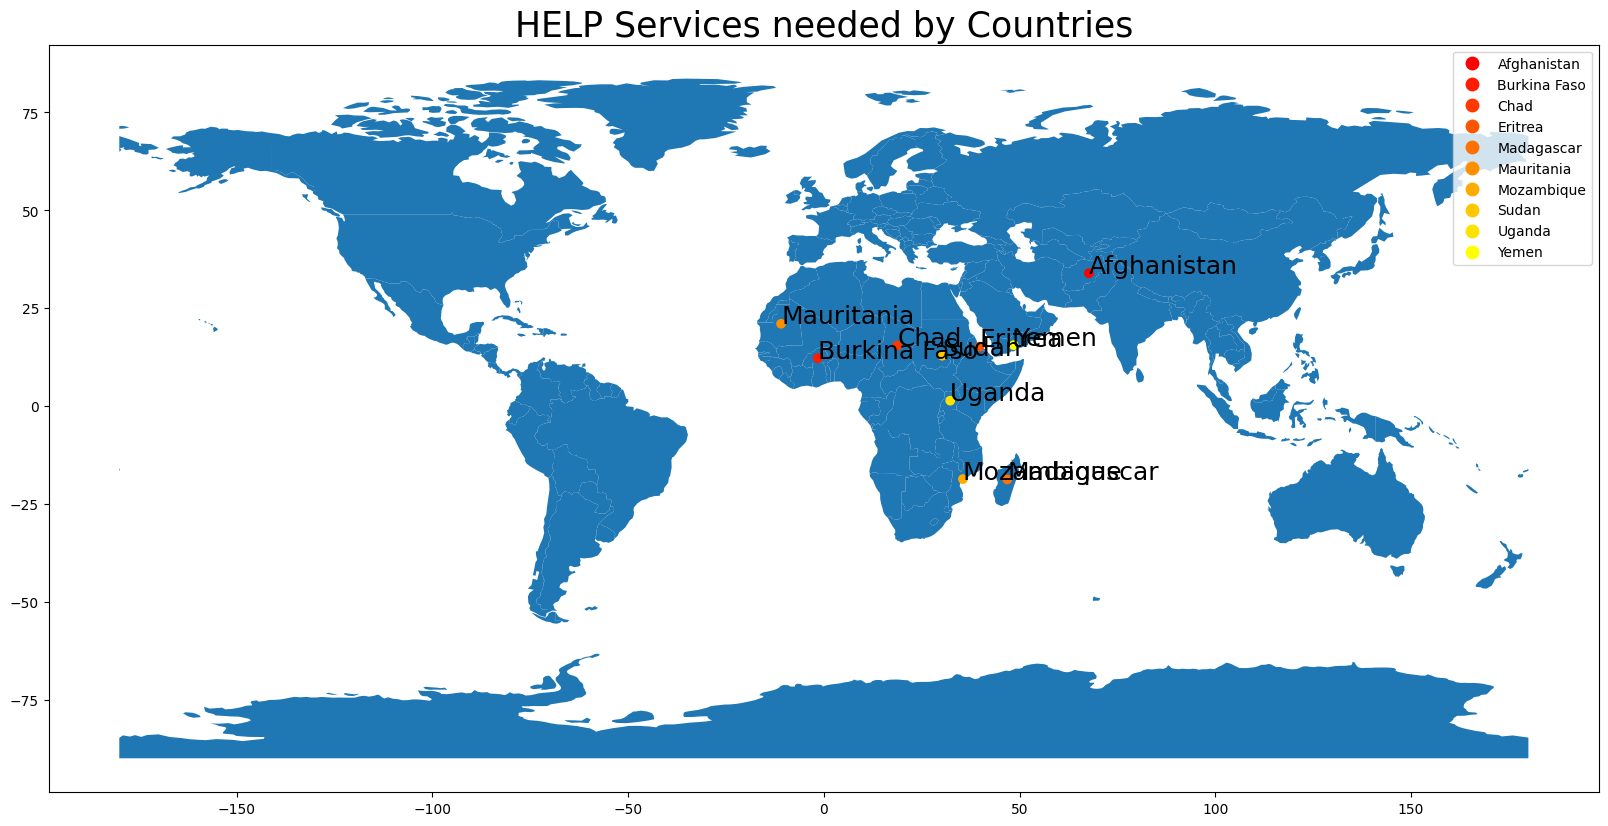 HELP Services needed by Countries
Afghanistan
Burkina Faso
Chad
Eritrea
Madagascar
Mauritania
Mozambique
Sudan
Uganda
Yemen
75
50
25
0
−25
−50
−75
Afghanistan
Mauritania
Chad
Eritrea
Yemen
Burkina Faso
Sudan
Uganda
Mozambique
Madagascar
−150
−100
−50
0
50
100
150